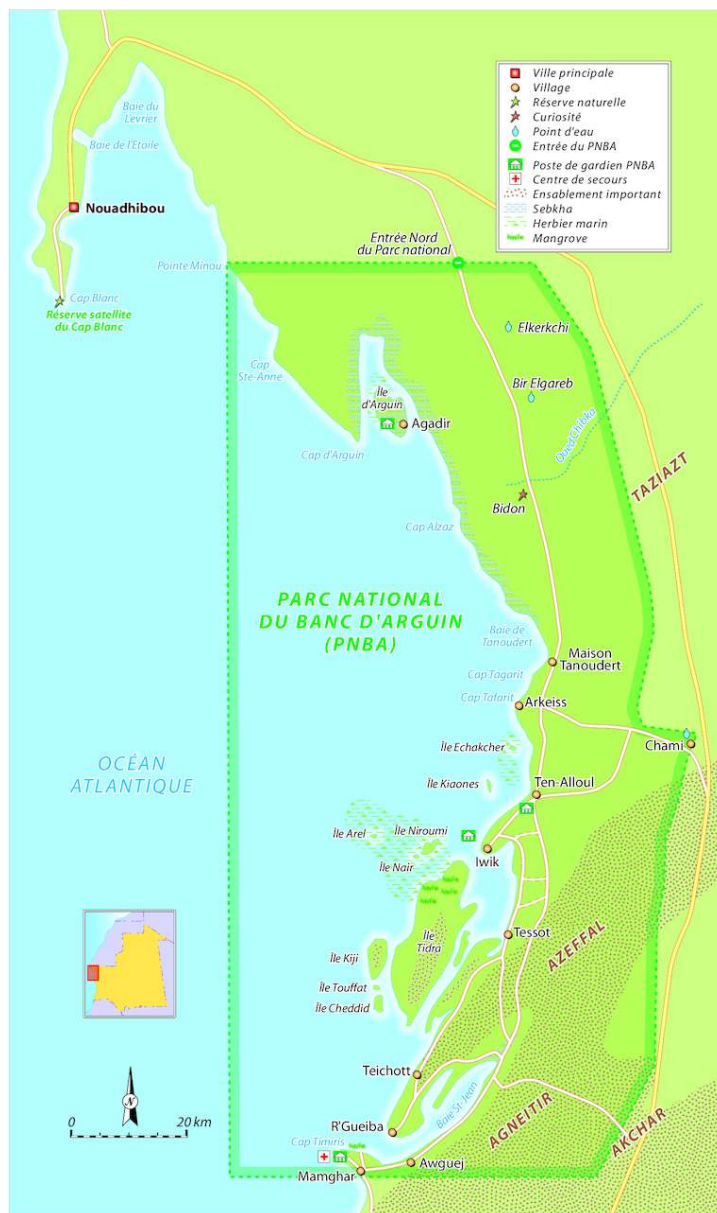 Ville principale
Village
Réserve naturelle
Curiosité
Point d'eau
Entrée du PNBA
Poste de gardien PNBA
Centre de secours
Ensablement important
Sebkha
Herbier marin
Mangrove
Baie du
Levrier
Baie de l'Etoile
Nouadhibou
Entrée Nord
du Parc national
Pointe Minou
Cap Blanc
Réserve satellite
du Cap Blanc
Elkerkchi
Cap
Ste-Anne
Bir Elgareb
Île
d'Arguin
Agadir
Oued Chibka
Cap d'Arguin
TAZIAZT
Bidon
Cap Alzaz
PARC NATIONAL
DU BANC D'ARGUIN
(PNBA)
Baie de
Tanoudert
Maison
Tanoudert
Cap Tagarit
Cap Tafarit
Arkeiss
Île Echakcher
Chami
OCÉAN
ATLANTIQUE
Île Kiaones
Ten-Alloul
Île Arel
Île Niroumi
Iwik
Île Nair
Île
Tidra
Tessot
AZEFFAL
Île Kiji
Île Touffat
Île Cheddid
Teichott
N
0 20 km
R'Gueiba
Baie St-Jean
AGNEITIR
AKCHAR
Cap Timiris
Awguej
Mamghar